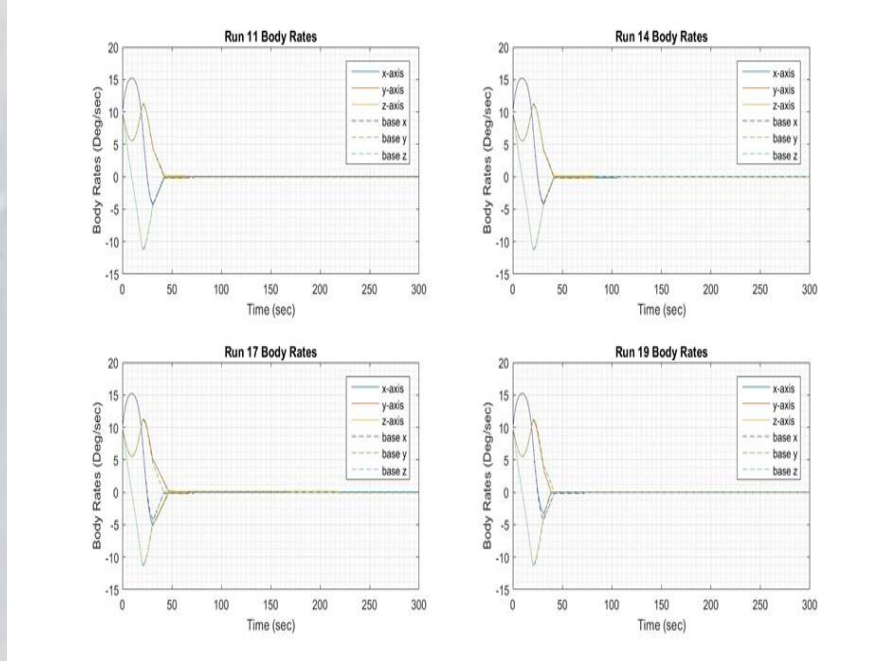 Run 11 Body Rates
20
15
10
5
0
-5
-10
-15
Body Rates (Deg/sec)
0 50 100 150 200 250 300
Time (sec)
x-axis
y-axis
z-axis
base x
base y
base z
Run 14 Body Rates
20
15
10
5
0
-5
-10
-15
Body Rates (Deg/sec)
0 50 100 150 200 250 300
Time (sec)
x-axis
y-axis
z-axis
base x
base y
base z
Run 17 Body Rates
20
15
10
5
0
-5
-10
-15
Body Rates (Deg/sec)
0 50 100 150 200 250 300
Time (sec)
x-axis
y-axis
z-axis
base x
base y
base z
Run 19 Body Rates
20
15
10
5
0
-5
-10
-15
Body Rates (Deg/sec)
0 50 100 150 200 250 300
Time (sec)
x-axis
y-axis
z-axis
base x
base y
base z